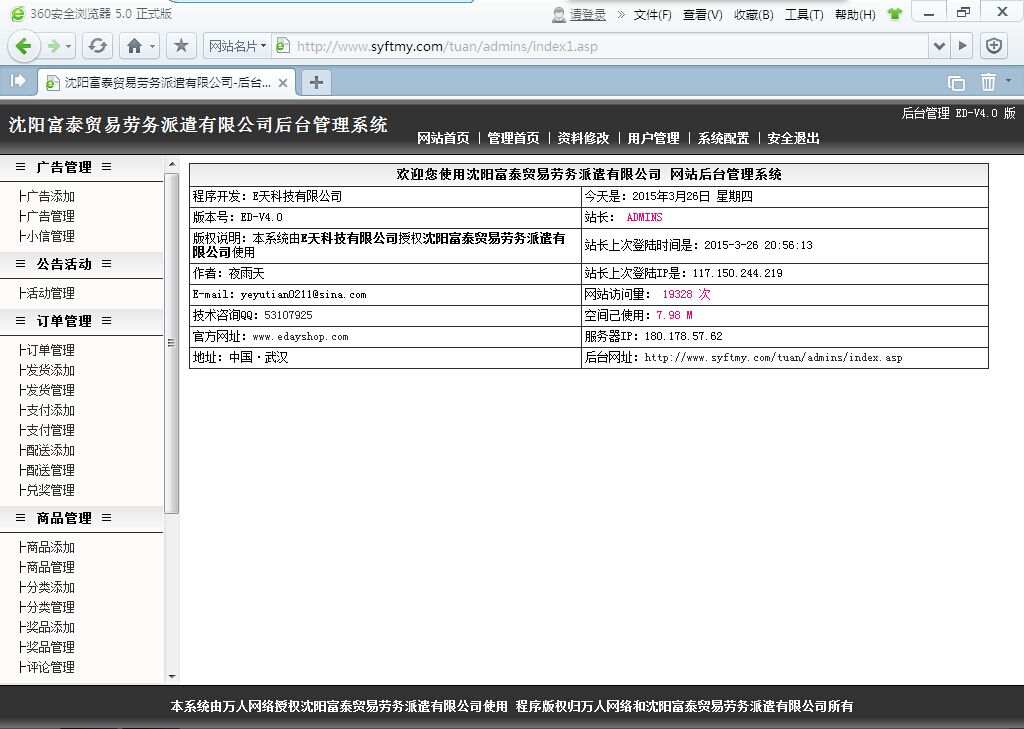 360安全浏览器 5.0 正式版
请登录 » 文件(F) 查看(V) 收藏(B) 工具(T) 帮助(H)
网站名片 http://www.syftmy.com/tuan/admins/index1.asp
沈阳富泰贸易劳务派遣有限公司-后台...
沈阳富泰贸易劳务派遣有限公司后台管理系统
后台管理 ED-V4.0 版
网站首页 | 管理首页 | 资料修改 | 用户管理 | 系统配置 | 安全退出
≡ 广告管理 ≡
├广告添加
├广告管理
├小信管理
≡ 公告活动 ≡
├活动管理
≡ 订单管理 ≡
├订单管理
├发货添加
├发货管理
├支付添加
├支付管理
├配送添加
├配送管理
├兑奖管理
≡ 商品管理 ≡
├商品添加
├商品管理
├分类添加
├分类管理
├奖品添加
├奖品管理
├评论管理
欢迎您使用沈阳富泰贸易劳务派遣有限公司 网站后台管理系统
程序开发：E天科技有限公司
今天是：2015年3月26日 星期四
版本号：ED-V4.0
站长： ADMINS
版权说明：本系统由E天科技有限公司授权沈阳富泰贸易劳务派遣有
限公司使用
站长上次登陆时间是：2015-3-26 20:56:13
作者：夜雨天
站长上次登陆IP是：117.150.244.219
E-mail：yeyutian0211@sina.com
网站访问量： 19328 次
技术咨询QQ：53107925
空间己使用：7.98 M
官方网址：www.edayshop.com
服务器IP：180.178.57.62
地址：中国·武汉
后台网址：http://www.syftmy.com/tuan/admins/index.asp
本系统由万人网络授权沈阳富泰贸易劳务派遣有限公司使用 程序版权归万人网络和沈阳富泰贸易劳务派遣有限公司所有